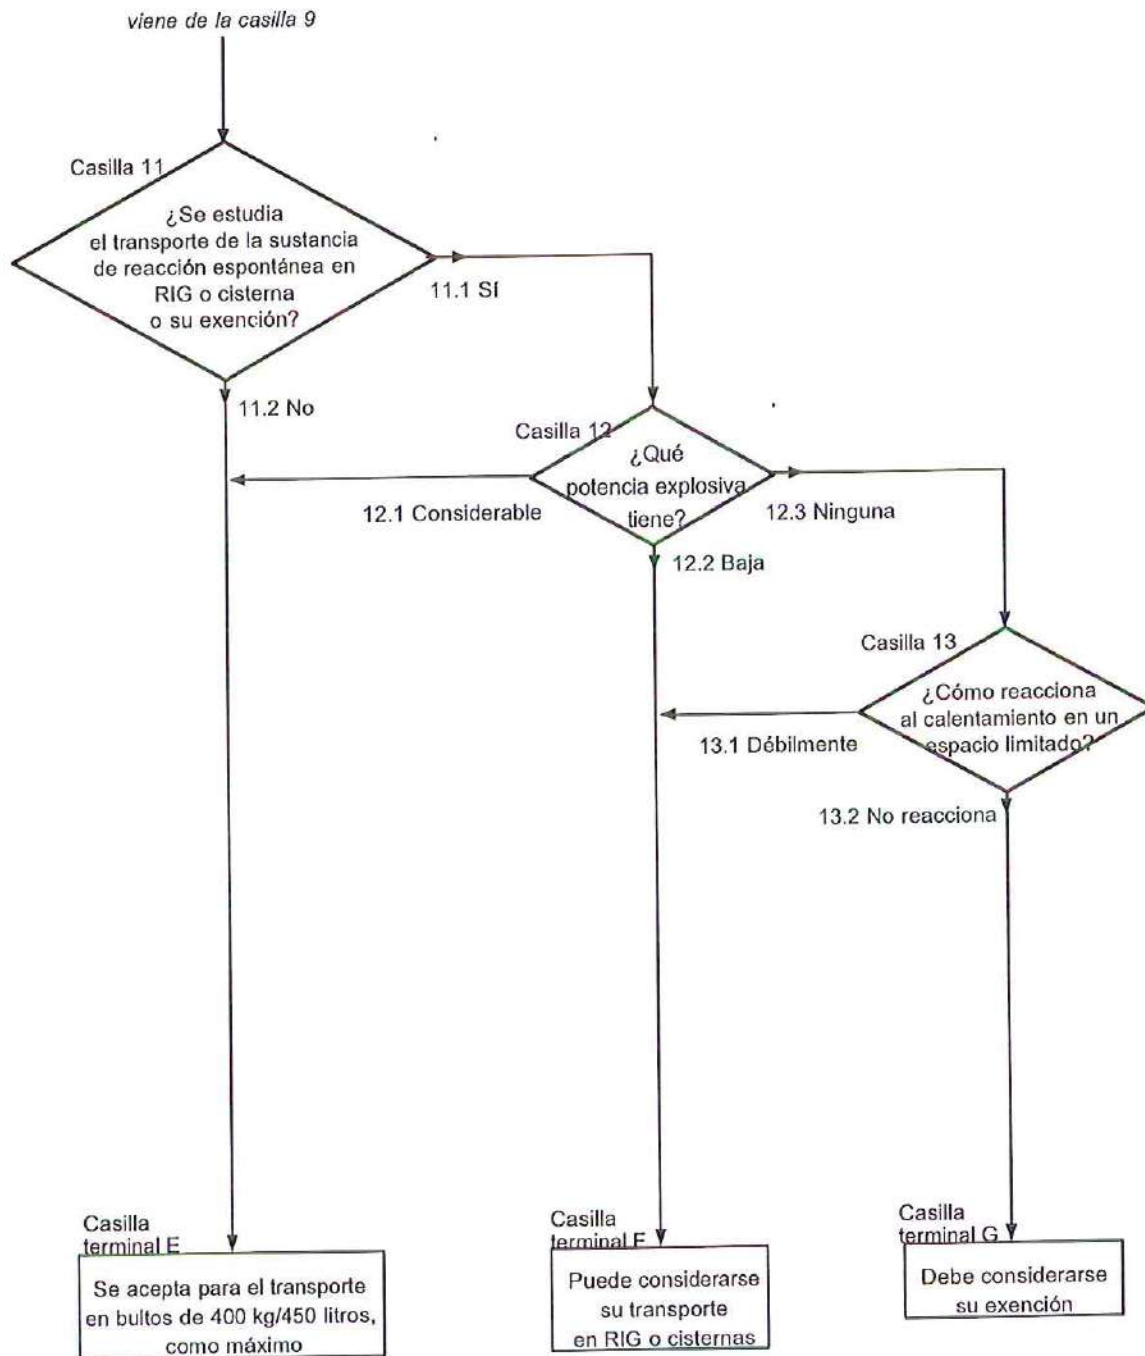 viene de la casilla 9
Casilla 11
¿Se estudia
el transporte de la sustancia
de reacción espontánea en
RIG o cisterna
o su exención?
11.1 SÍ
11.2 No
Casilla 12
¿Qué
potencia explosiva
tiene?
12.1 Considerable
12.3 Ninguna
12.2 Baja
Casilla 13
¿Cómo reacciona
al calentamiento en un
espacio limitado?
13.1 Débilmente
13.2 No reacciona
Casilla
terminal E
Se acepta para el transporte
en bultos de 400 kg/450 litros,
como máximo
Casilla
terminal F
Puede considerarse
su transporte
en RIG o cisternas
Casilla
terminal G
Debe considerarse
su exención